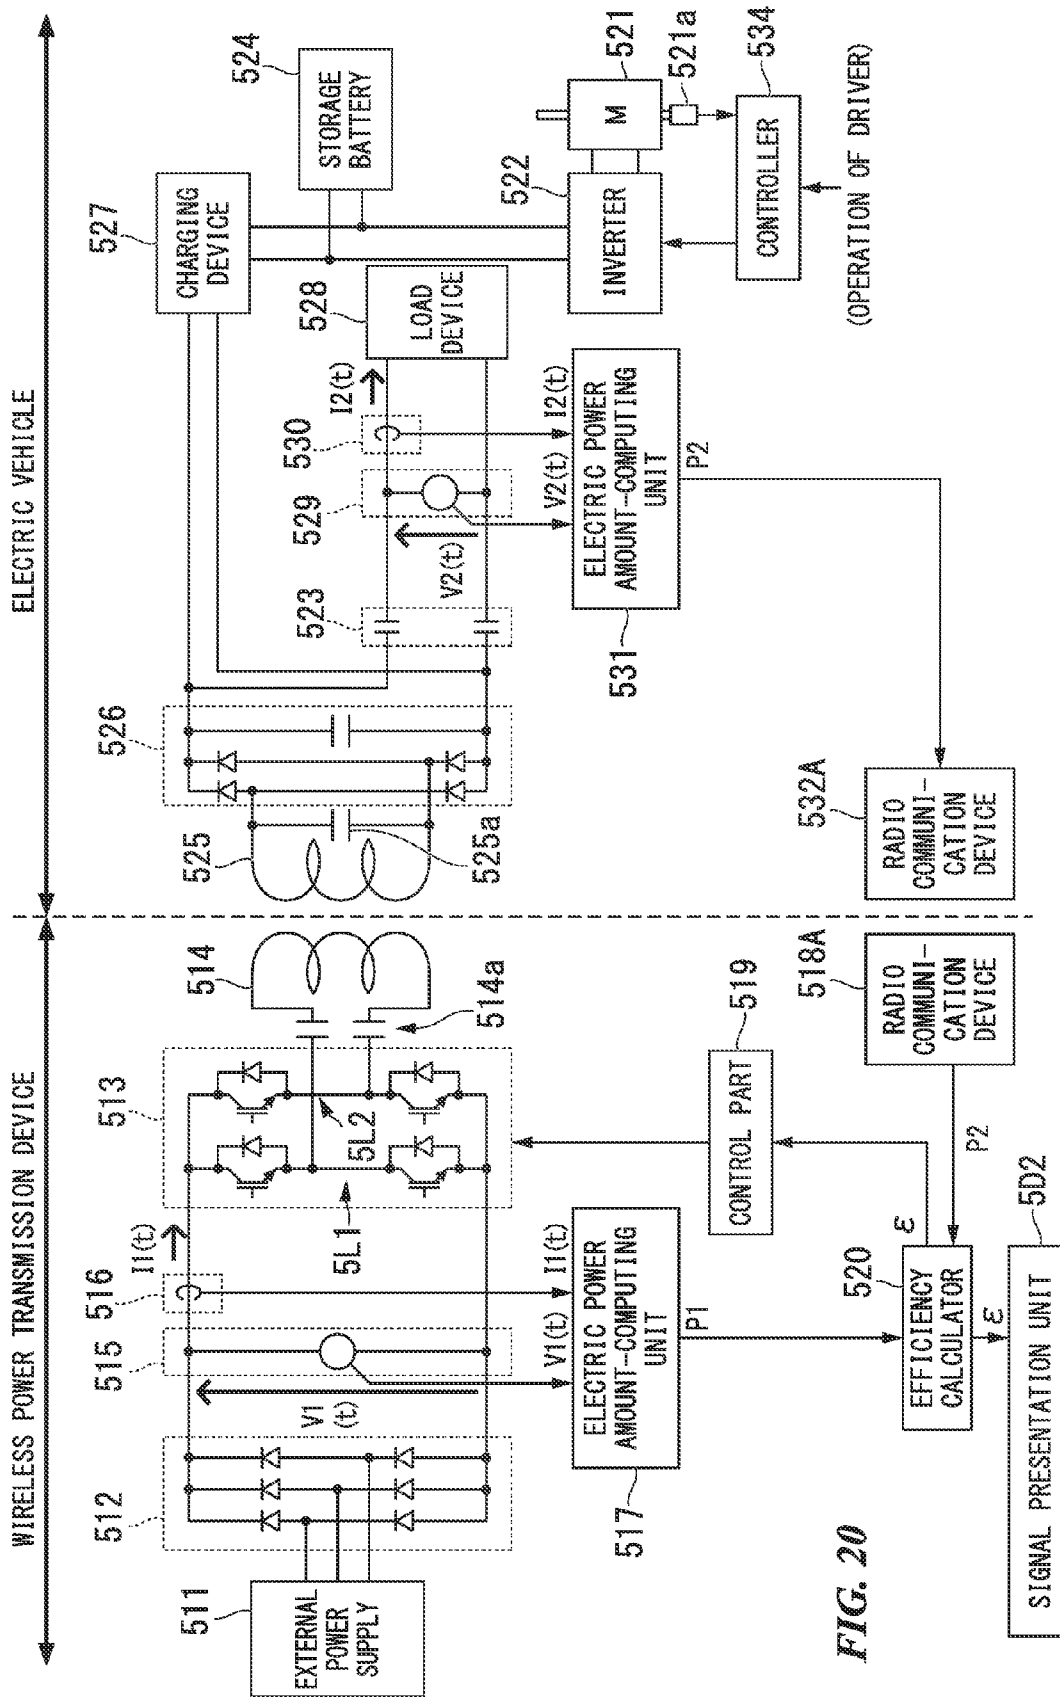 WIRELESS POWER TRANSMISSION DEVICE
ELECTRIC VEHICLE
511
EXTERNAL
POWER
SUPPLY
512
V1
(t)
515
516
I1(t)
513
5L1
5L2
514
514a
525
525a
526
523
V2(t)
529
530
I2(t)
528
LOAD
DEVICE
527
CHARGING
DEVICE
524
STORAGE
BATTERY
522
INVERTER
521
M
521a
534
CONTROLLER
(OPERATION OF DRIVER)
V1(t)
I1(t)
517
ELECTRIC POWER
AMOUNT-COMPUTING
UNIT
P1
V2(t)
I2(t)
531
ELECTRIC POWER
AMOUNT-COMPUTING
UNIT
P2
519
CONTROL PART
518A
RADIO
COMMUNI-
CATION
DEVICE
532A
RADIO
COMMUNI-
CATION
DEVICE
P2
ε
520
EFFICIENCY
CALCULATOR
ε
5D2
SIGNAL PRESENTATION UNIT
FIG. 20